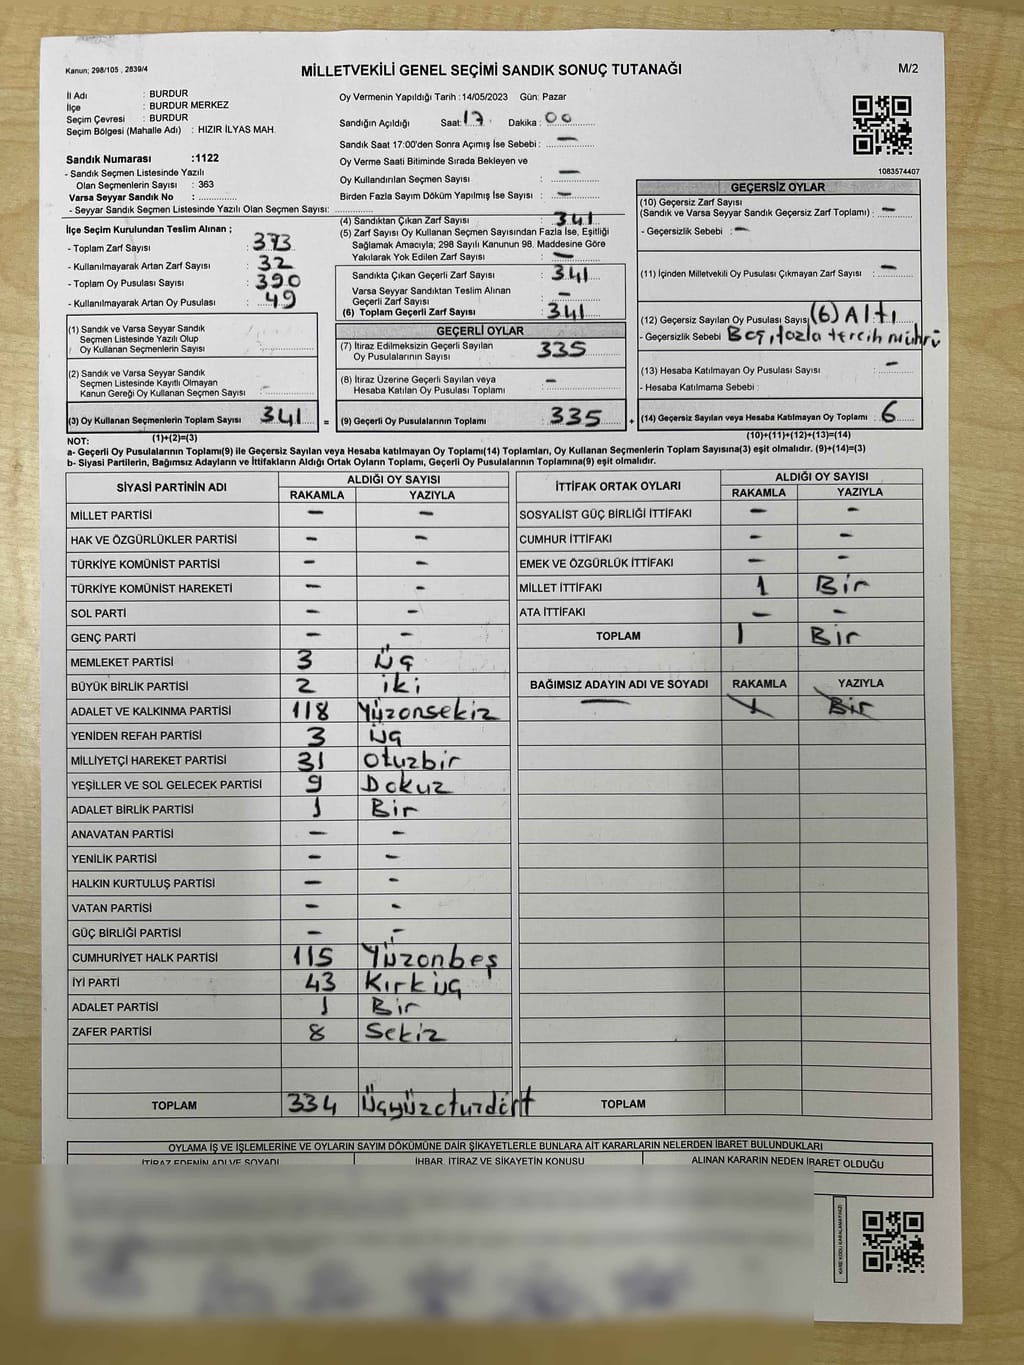 Kanun; 298/105 , 2839/4
MİLLETVEKİLİ GENEL SEÇİMİ SANDIK SONUÇ TUTANAĞI
M/2
İl Adı : BURDUR
İlçe : BURDUR MERKEZ
Seçim Çevresi : BURDUR
Seçim Bölgesi (Mahalle Adı) : HIZIR İLYAS MAH.
Sandık Numarası :1122
- Sandık Seçmen Listesinde Yazılı
Olan Seçmenlerin Sayısı : 363
Varsa Seyyar Sandık No :
- Seyyar Sandık Seçmen Listesinde Yazılı Olan Seçmen Sayısı:
Oy Vermenin Yapıldığı Tarih :14/05/2023 Gün: Pazar
Sandığın Açıldığı Saat: 17 Dakika : 00
Sandık Saat 17:00'den Sonra Açımış İse Sebebi : —
Oy Verme Saati Bitiminde Sırada Bekleyen ve
Oy Kullandırılan Seçmen Sayısı : —
Birden Fazla Sayım Döküm Yapılmış İse Sayısı : —
1083574407
İlçe Seçim Kurulundan Teslim Alınan ;
- Toplam Zarf Sayısı : 373
- Kullanılmayarak Artan Zarf Sayısı : 32
- Toplam Oy Pusulası Sayısı : 390
- Kullanılmayarak Artan Oy Pusulası : 49
(1) Sandık ve Varsa Seyyar Sandık
Seçmen Listesinde Yazılı Olup
Oy Kullanan Seçmenlerin Sayısı :
(2) Sandık ve Varsa Seyyar Sandık
Seçmen Listesinde Kayıtlı Olmayan
Kanun Gereği Oy Kullanan Seçmen Sayısı : -
(3) Oy Kullanan Seçmenlerin Toplam Sayısı : 341 =
(1)+(2)=(3)
(4) Sandıktan Çıkan Zarf Sayısı : 341
(5) Zarf Sayısı Oy Kullanan Seçmen Sayısından Fazla İse, Eşitliği
Sağlamak Amacıyla; 298 Sayılı Kanunun 98. Maddesine Göre
Yakılarak Yok Edilen Zarf Sayısı : —
Sandıkta Çıkan Geçerli Zarf Sayısı : 341
Varsa Seyyar Sandıktan Teslim Alınan
Geçerli Zarf Sayısı : —
(6) Toplam Geçerli Zarf Sayısı : 341
GEÇERLİ OYLAR
(7) İtiraz Edilmeksizin Geçerli Sayılan
Oy Pusulalarının Sayısı : 335
(8) İtiraz Üzerine Geçerli Sayılan veya
Hesaba Katılan Oy Pusulası Toplamı : —
(9) Geçerli Oy Pusulalarının Toplamı : 335 +
GEÇERSİZ OYLAR
(10) Geçersiz Zarf Sayısı
(Sandık ve Varsa Seyyar Sandık Geçersiz Zarf Toplamı) : —
- Geçersizlik Sebebi : —
(11) İçinden Milletvekili Oy Pusulası Çıkmayan Zarf Sayısı : —
(12) Geçersiz Sayılan Oy Pusulası Sayısı : (6) Altı
- Geçersizlik Sebebi : Boş, fazla tercih mührü
(13) Hesaba Katılmayan Oy Pusulası Sayısı : —
- Hesaba Katılmama Sebebi :
(14) Geçersiz Sayılan veya Hesaba Katılmayan Oy Toplamı : 6
(10)+(11)+(12)+(13)=(14)
NOT:
a- Geçerli Oy Pusulalarının Toplamı(9) ile Geçersiz Sayılan veya Hesaba katılmayan Oy Toplamı(14) Toplamları, Oy Kullanan Seçmenlerin Toplam Sayısına(3) eşit olmalıdır. (9)+(14)=(3)
b- Siyasi Partilerin, Bağımsız Adayların ve İttifakların Aldığı Ortak Oyların Toplamı, Geçerli Oy Pusulalarının Toplamına(9) eşit olmalıdır.
SİYASİ PARTİNİN ADI ALDIĞI OY SAYISI
RAKAMLA YAZIYLA
MİLLET PARTİSİ — —
HAK VE ÖZGÜRLÜKLER PARTİSİ — —
TÜRKİYE KOMÜNİST PARTİSİ — —
TÜRKİYE KOMÜNİST HAREKETİ — —
SOL PARTİ — —
GENÇ PARTİ — —
MEMLEKET PARTİSİ 3 Üç
BÜYÜK BİRLİK PARTİSİ 2 iki
ADALET VE KALKINMA PARTİSİ 118 Yüzonsekiz
YENİDEN REFAH PARTİSİ 3 Üç
MİLLİYETÇİ HAREKET PARTİSİ 31 otuzbir
YEŞİLLER VE SOL GELECEK PARTİSİ 9 Dokuz
ADALET BİRLİK PARTİSİ 1 Bir
ANAVATAN PARTİSİ — —
YENİLİK PARTİSİ — —
HALKIN KURTULUŞ PARTİSİ — —
VATAN PARTİSİ — —
GÜÇ BİRLİĞİ PARTİSİ — —
CUMHURİYET HALK PARTİSİ 115 Yüzonbeş
İYİ PARTİ 43 Kırküç
ADALET PARTİSİ 1 Bir
ZAFER PARTİSİ 8 Sekiz
TOPLAM 334 Üçyüzotuzdört
İTTİFAK ORTAK OYLARI ALDIĞI OY SAYISI
RAKAMLA YAZIYLA
SOSYALİST GÜÇ BİRLİĞİ İTTİFAKI — —
CUMHUR İTTİFAKI — —
EMEK VE ÖZGÜRLÜK İTTİFAKI — —
MİLLET İTTİFAKI 1 Bir
ATA İTTİFAKI — —
TOPLAM 1 Bir
BAĞIMSIZ ADAYIN ADI VE SOYADI RAKAMLA YAZIYLA
— 1 Bir
TOPLAM
OYLAMA İŞ VE İŞLEMLERİNE VE OYLARIN SAYIM DÖKÜMÜNE DAİR ŞİKAYETLERLE BUNLARA AİT KARARLARIN NELERDEN İBARET BULUNDUKLARI
İTİRAZ EDENİN ADI VE SOYADI İHBAR, İTİRAZ VE ŞİKAYETİN KONUSU ALINAN KARARIN NEDEN İBARET OLDUĞU